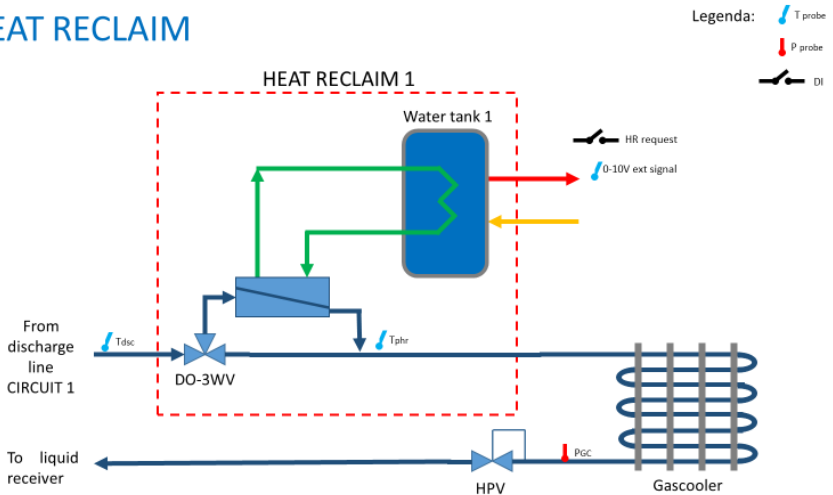 EAT RECLAIM
Legenda:
T probe
P probe
DI
HEAT RECLAIM 1
Water tank 1
HR request
0-10V ext signal
From
discharge
line
CIRCUIT 1
Tdsc
DO-3WV
Tphr
To liquid
receiver
HPV
PGC
Gascooler